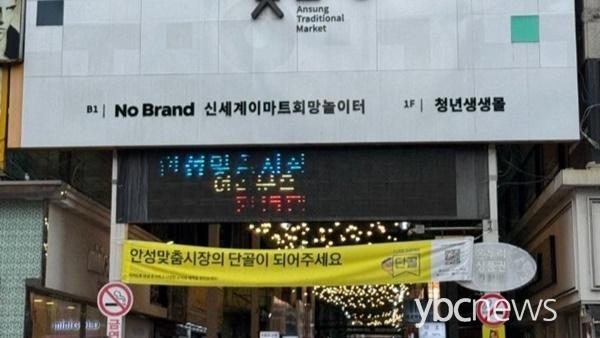 Ansung
Traditional
Market
B1 | No Brand 신세계이마트희망놀이터
1F | 청년생생몰
안성맞춤시장의 단골이 되어주세요
단골
금연
ybcnews